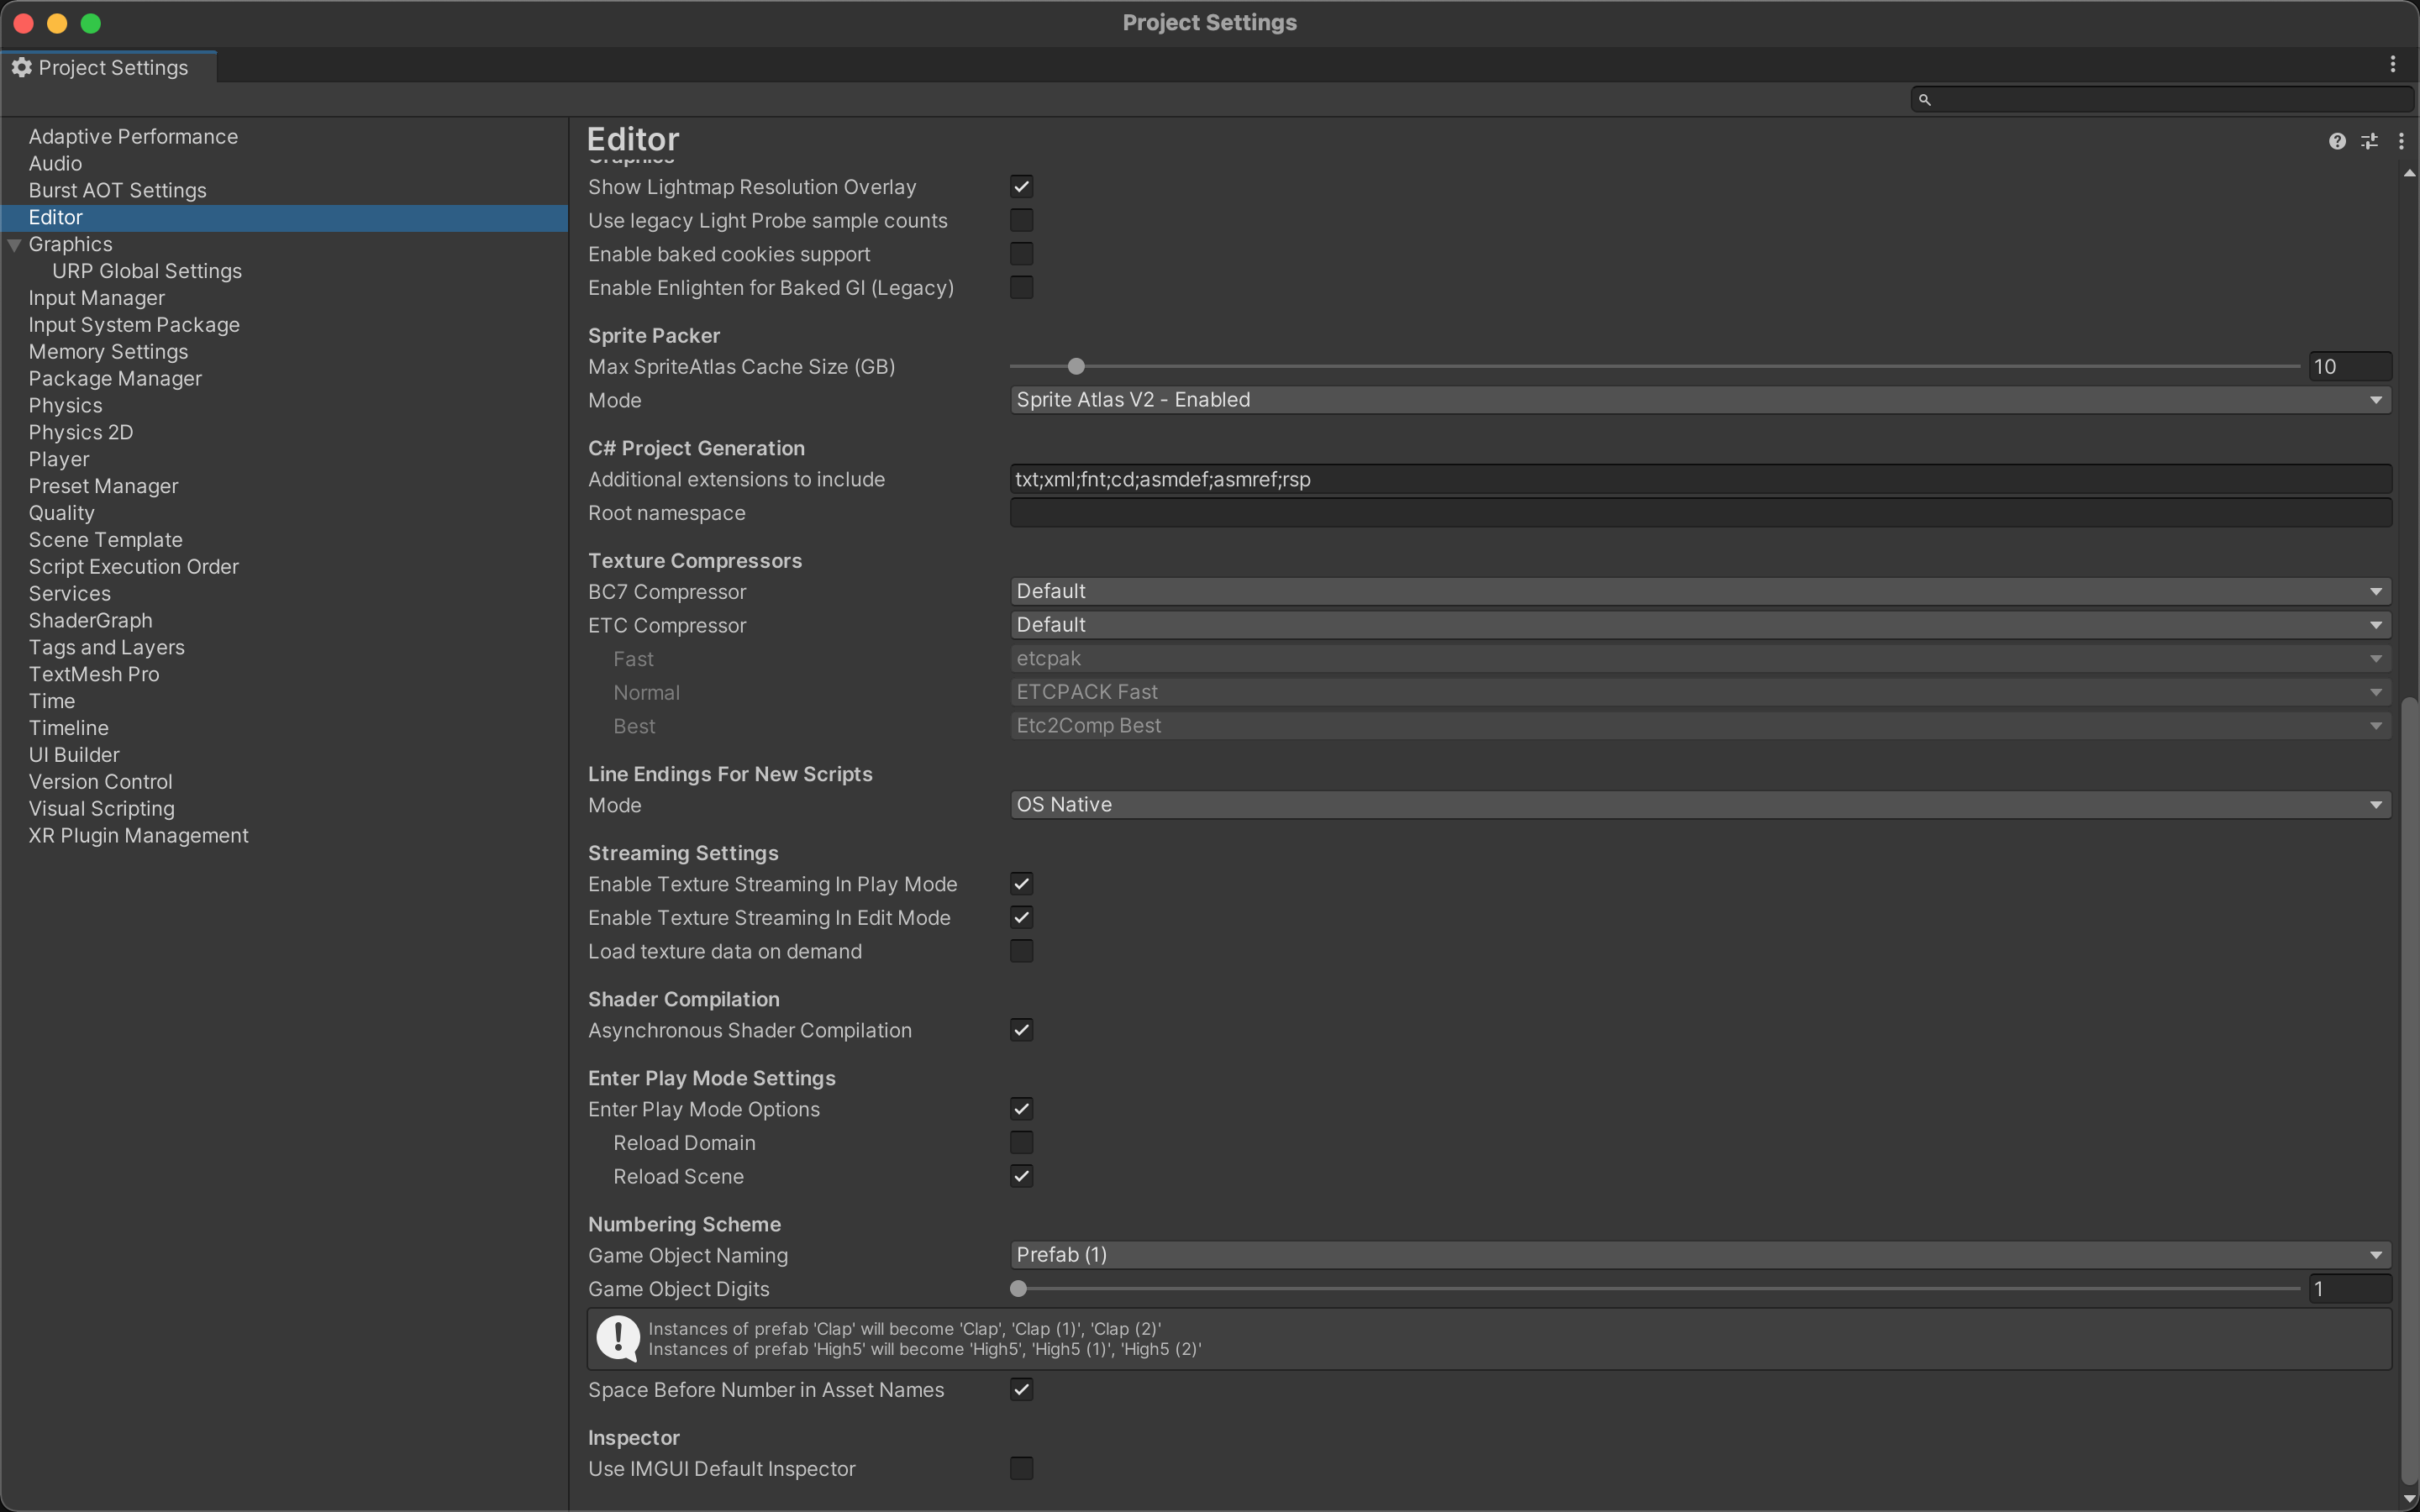 Project Settings
Project Settings
Adaptive Performance
Audio
Burst AOT Settings
Editor
Graphics
URP Global Settings
Input Manager
Input System Package
Memory Settings
Package Manager
Physics
Physics 2D
Player
Preset Manager
Quality
Scene Template
Script Execution Order
Services
ShaderGraph
Tags and Layers
TextMesh Pro
Time
Timeline
UI Builder
Version Control
Visual Scripting
XR Plugin Management
Editor
Graphics
Show Lightmap Resolution Overlay
Use legacy Light Probe sample counts
Enable baked cookies support
Enable Enlighten for Baked GI (Legacy)
Sprite Packer
Max SpriteAtlas Cache Size (GB) 10
Mode Sprite Atlas V2 - Enabled
C# Project Generation
Additional extensions to include txt;xml;fnt;cd;asmdef;asmref;rsp
Root namespace
Texture Compressors
BC7 Compressor Default
ETC Compressor Default
Fast etcpak
Normal ETCPACK Fast
Best Etc2Comp Best
Line Endings For New Scripts
Mode OS Native
Streaming Settings
Enable Texture Streaming In Play Mode
Enable Texture Streaming In Edit Mode
Load texture data on demand
Shader Compilation
Asynchronous Shader Compilation
Enter Play Mode Settings
Enter Play Mode Options
Reload Domain
Reload Scene
Numbering Scheme
Game Object Naming Prefab (1)
Game Object Digits 1
Instances of prefab 'Clap' will become 'Clap', 'Clap (1)', 'Clap (2)'
Instances of prefab 'High5' will become 'High5', 'High5 (1)', 'High5 (2)'
Space Before Number in Asset Names
Inspector
Use IMGUI Default Inspector